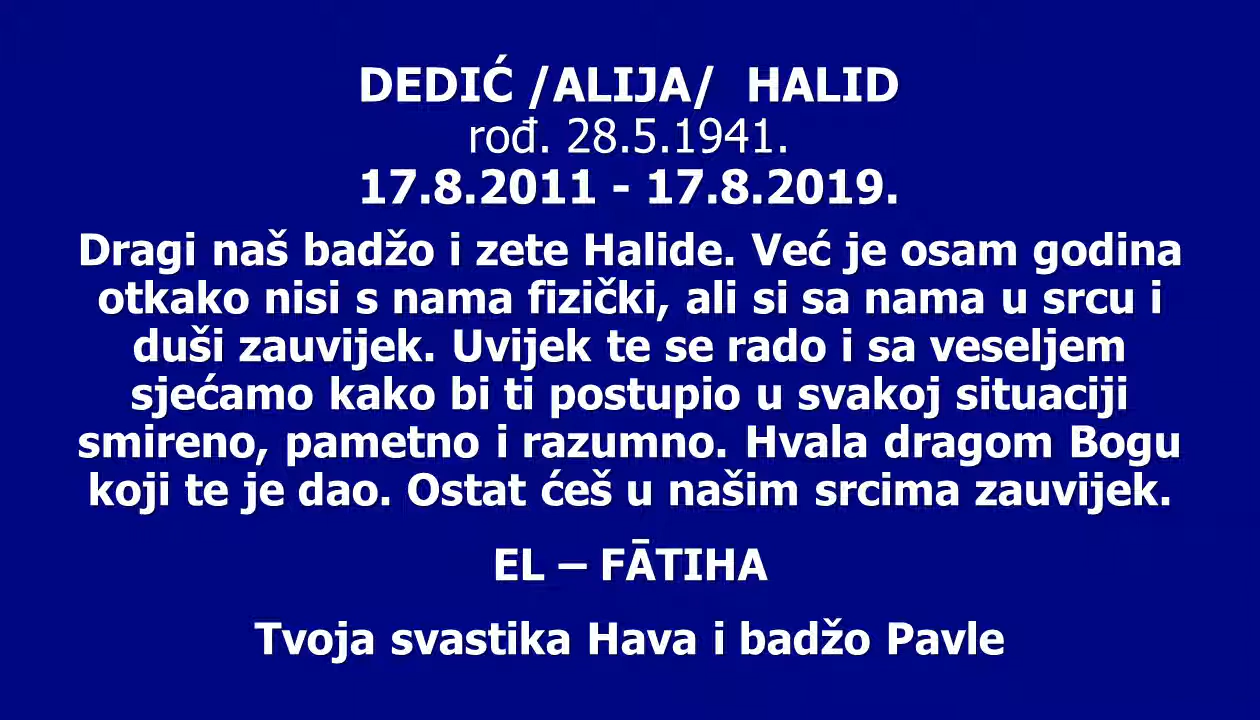 DEDIĆ /ALIJA/  HALID
rođ. 28.5.1941.
17.8.2011 - 17.8.2019.
Dragi naš badžo i zete Halide. Već je osam godina
otkako nisi s nama fizički, ali si sa nama u srcu i
duši zauvijek. Uvijek te se rado i sa veseljem
sjećamo kako bi ti postupio u svakoj situaciji
smireno, pametno i razumno. Hvala dragom Bogu
koji te je dao. Ostat ćeš u našim srcima zauvijek.
EL – FĀTIHA
Tvoja svastika Hava i badžo Pavle